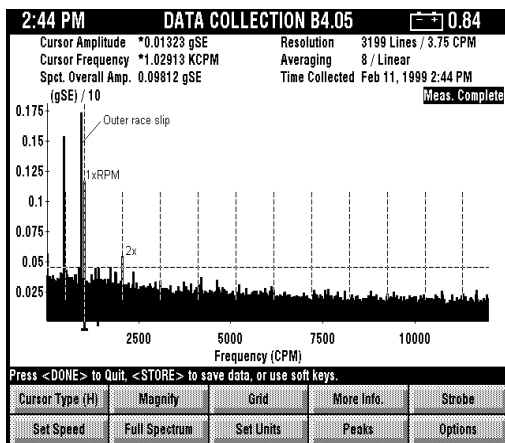 2:44 PM DATA COLLECTION B4.05 0.84
Cursor Amplitude *0.01323 gSE Resolution 3199 Lines / 3.75 CPM
Cursor Frequency *1.02913 KCPM Averaging 8 / Linear
Spct. Overall Amp. 0.09812 gSE Time Collected Feb 11, 1999 2:44 PM
(gSE) / 10 Meas. Complete
0.175
Outer race slip
0.15
0.125
1xRPM
0.1
0.075
2x
0.05
0.025
2500 5000 7500 10000
Frequency (CPM)
Press <DONE> to Quit, <STORE> to save data, or use soft keys.
Cursor Type (H) Magnify Grid More Info. Strobe
Set Speed Full Spectrum Set Units Peaks Options